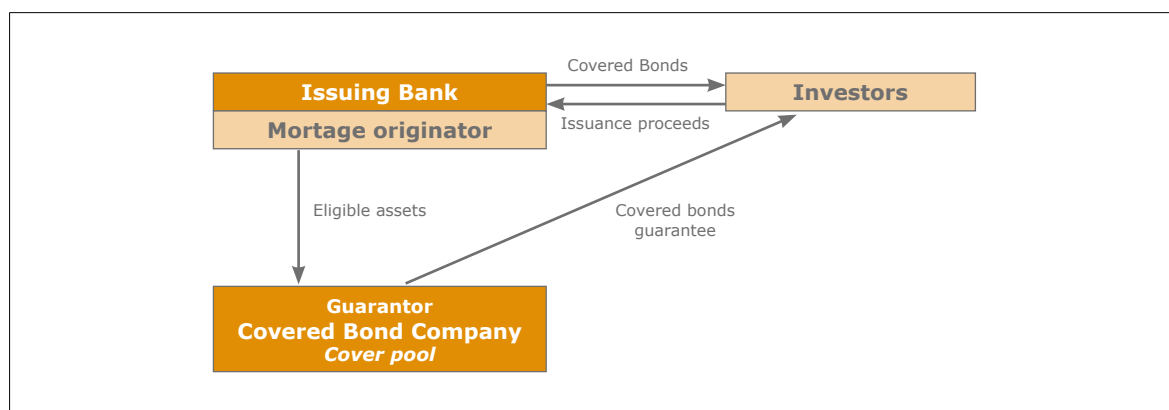 Covered Bonds
Issuing Bank
Investors
Mortage originator
Issuance proceeds
Eligible assets
Covered bonds
guarantee
Guarantor
Covered Bond Company
Cover pool